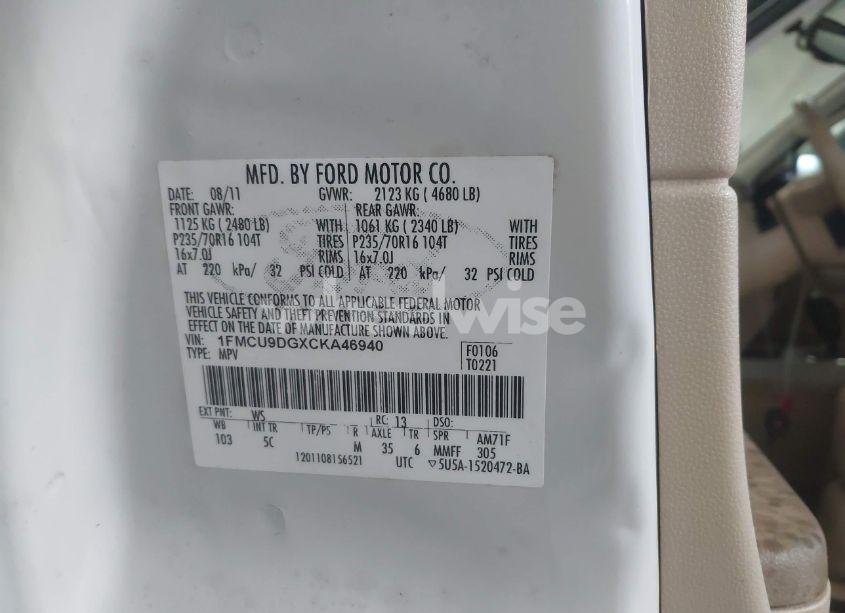 MFD. BY FORD MOTOR CO.
DATE: 08/11 GVWR: 2123 KG ( 4680 LB)
FRONT GAWR: REAR GAWR:
1125 KG ( 2480 LB) WITH 1061 KG ( 2340 LB) WITH
P235/70R16 104T TIRES P235/70R16 104T TIRES
16x7.0J RIMS 16x7.0J RIMS
AT 220 kPa/ 32 PSI COLD AT 220 kPa/ 32 PSI COLD
THIS VEHICLE CONFORMS TO ALL APPLICABLE FEDERAL MOTOR
VEHICLE SAFETY AND THEFT PREVENTION STANDARDS IN
EFFECT ON THE DATE OF MANUFACTURE SHOWN ABOVE.
VIN: 1FMCU9DGXCKA46940 F0106
TYPE: MPV T0221
EXT PNT: WS RC: 13 DSO:
WB INT TR TP/PS R AXLE TR SPR AM71F
103 5C M 35 6 MMFF 305
1201108156521 UTC ▽5U5A-1520472-BA